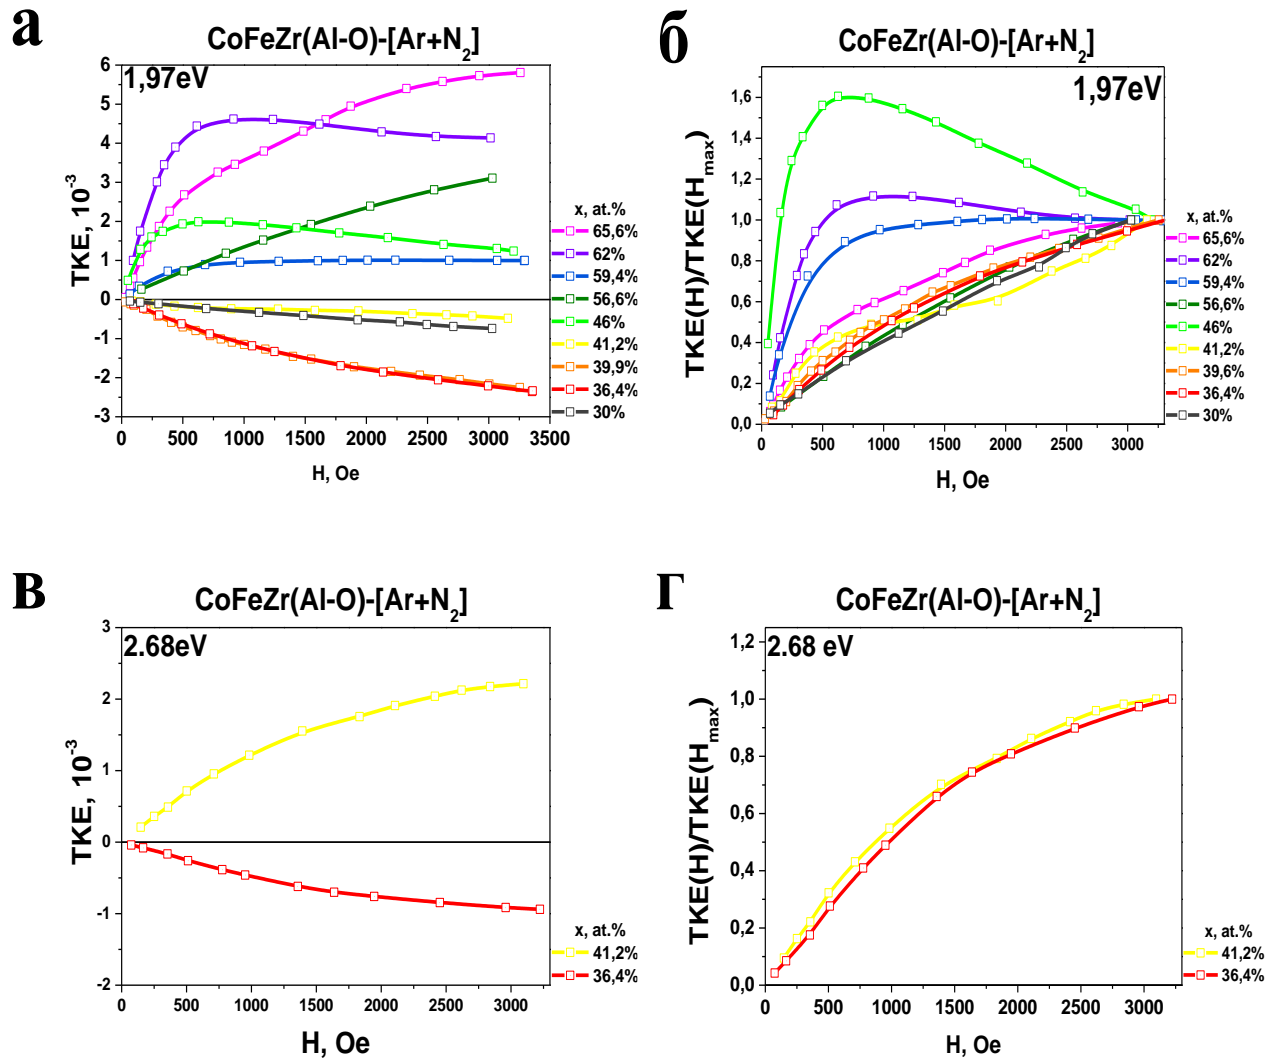 а
CoFeZr(Al-O)-[Ar+N2]
1,97eV
TKE, 10-3
6
5
4
3
2
1
0
-1
-2
-3
0 500 1000 1500 2000 2500 3000 3500
H, Oe
x, at.%
65,6%
62%
59,4%
56,6%
46%
41,2%
39,9%
36,4%
30%
б
CoFeZr(Al-O)-[Ar+N2]
1,97eV
TKE(H)/TKE(Hmax)
1,6
1,4
1,2
1,0
0,8
0,6
0,4
0,2
0,0
0 500 1000 1500 2000 2500 3000
H, Oe
x, at.%
65,6%
62%
59,4%
56,6%
46%
41,2%
39,6%
36,4%
30%
в
CoFeZr(Al-O)-[Ar+N2]
2.68eV
TKE, 10-3
3
2
1
0
-1
-2
0 500 1000 1500 2000 2500 3000
H, Oe
x, at.%
41,2%
36,4%
г
CoFeZr(Al-O)-[Ar+N2]
2.68 eV
TKE(H)/TKE(Hmax)
1,2
1,0
0,8
0,6
0,4
0,2
0,0
0 500 1000 1500 2000 2500 3000
H, Oe
x, at.%
41,2%
36,4%